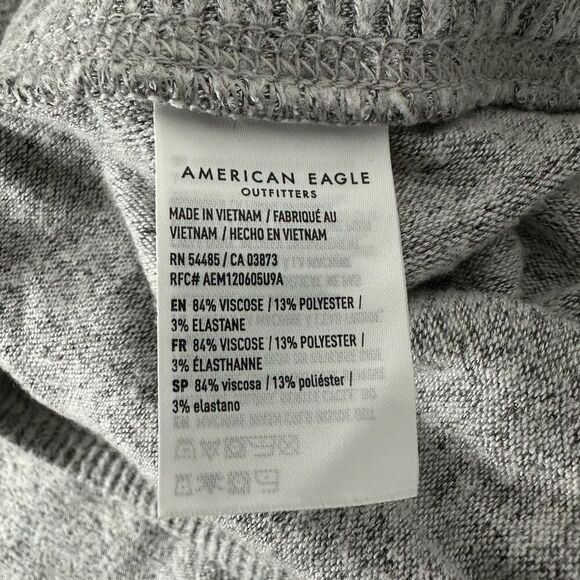 AMERICAN EAGLE
OUTFITTERS
MADE IN VIETNAM / FABRIQUÉ AU
VIETNAM / HECHO EN VIETNAM
RN 54485 / CA 03873
RFC# AEM120605U9A
EN 84% VISCOSE / 13% POLYESTER /
3% ELASTANE
FR 84% VISCOSE / 13% POLYESTER /
3% ÉLASTHANNE
SP 84% viscosa / 13% poliéster /
3% elastano